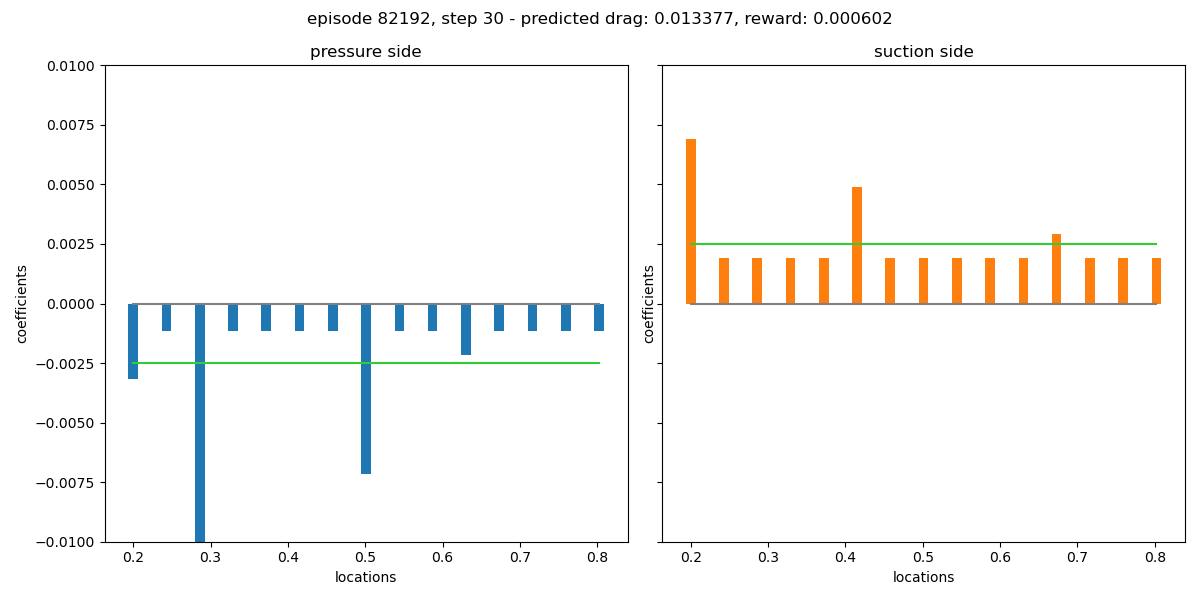 episode 82192, step 30 - predicted drag: 0.013377, reward: 0.000602
pressure side
suction side
0.0100
0.0075
0.0050
0.0025
0.0000
−0.0025
−0.0050
−0.0075
−0.0100
coefficients
coefficients
0.2 0.3 0.4 0.5 0.6 0.7 0.8
0.2 0.3 0.4 0.5 0.6 0.7 0.8
locations
locations